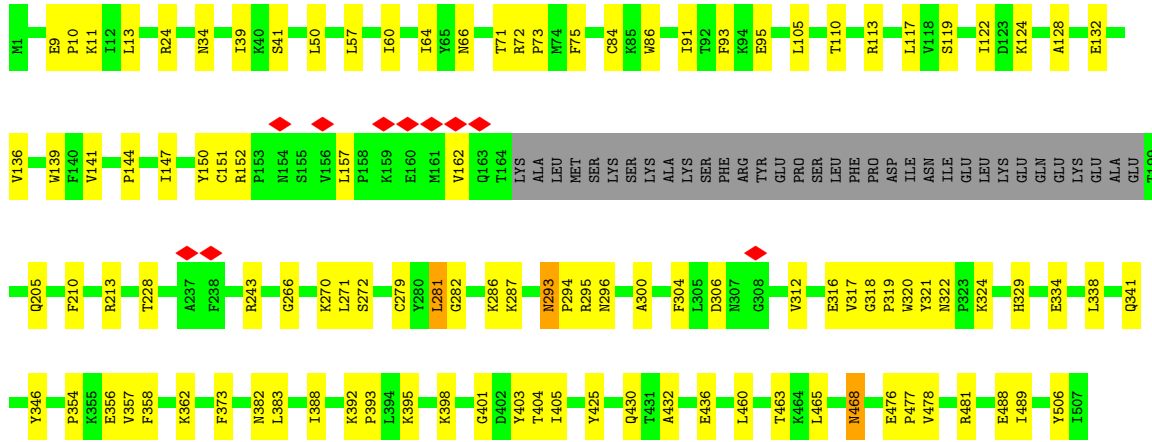 M1 E9 P10 K11 I12 L13 R24 N34 I39 K40 S41 L50 L57 I60 I64 Y65 N66 T71 R72 P73 M74 F75 C84 K85 W86 I91 T92 F93 K94 E95 L105 T110 R113 L117 V118 S119 I122 D123 K124 A128 E132
V136 W139 F140 V141 P144 I147 Y150 C151 R152 P153 N154 S155 V156 L157 P158 K159 E160 M161 V162 Q163 T164 LYS ALA LEU MET SER LYS SER LYS ALA LYS SER PHE ARG TYR GLU PRO SER LEU PHE PRO ASP ILE ASN ILE GLU LEU LYS GLU GLN GLU LYS GLU ALA GLU T199
Q205 F210 R213 T228 A237 F238 R243 G266 K270 L271 S272 C279 Y280 L281 G282 K286 K287 N293 P294 R295 N296 A300 F304 L305 D306 N307 G308 V312 E316 V317 G318 P319 W320 Y321 N322 P323 K324 H329 E334 L338 Q341
Y346 P354 K355 E356 V357 F358 K362 F373 N382 L383 I388 K392 P393 L394 K395 K398 G401 D402 Y403 T404 I405 Y425 Q430 T431 A432 E436 L460 T463 K464 L465 N468 E476 P477 V478 R481 E488 I489 Y506 I507